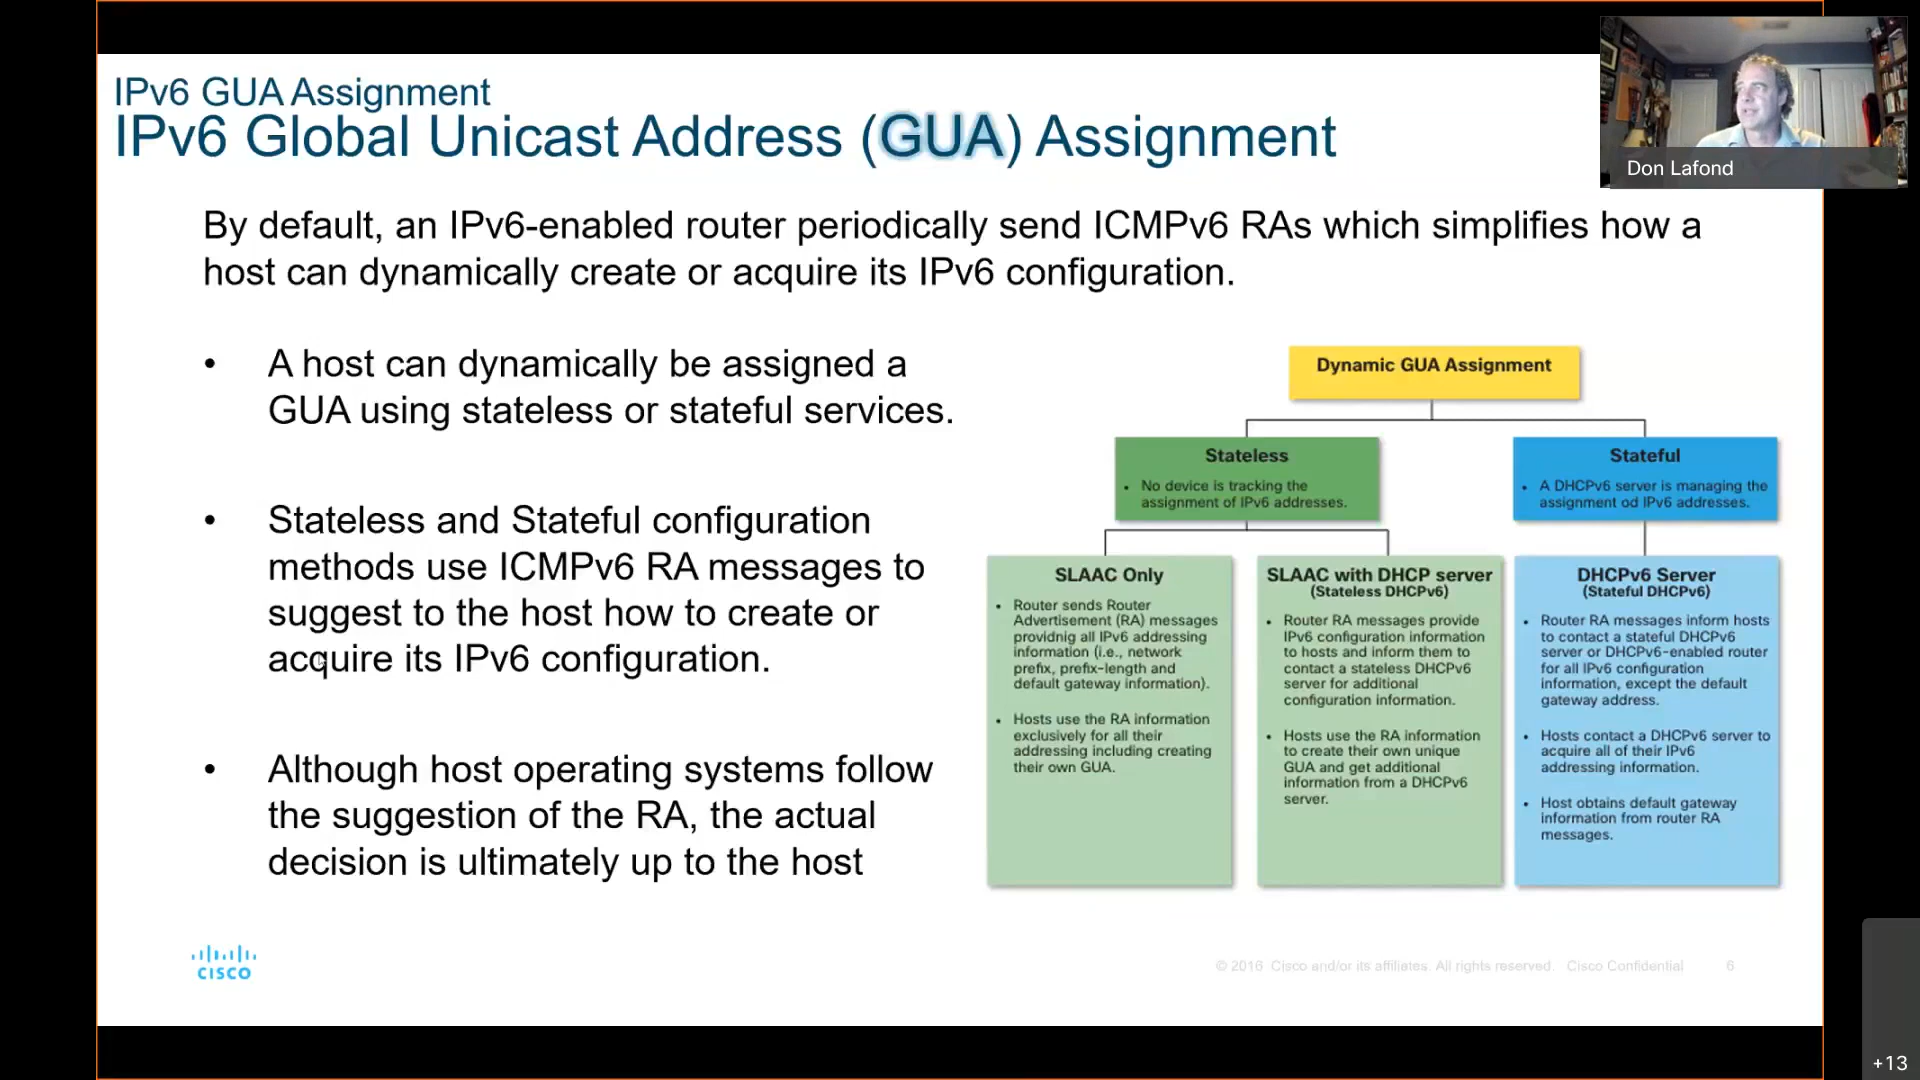 IPv6 GUA Assignment
IPv6 Global Unicast Address (GUA) Assignment
Don Lafond
By default, an IPv6-enabled router periodically send ICMPv6 RAs which simplifies how a
host can dynamically create or acquire its IPv6 configuration.
• A host can dynamically be assigned a
GUA using stateless or stateful services.
• Stateless and Stateful configuration
methods use ICMPv6 RA messages to
suggest to the host how to create or
acquire its IPv6 configuration.
• Although host operating systems follow
the suggestion of the RA, the actual
decision is ultimately up to the host
Dynamic GUA Assignment
Stateless
• No device is tracking the
assignment of IPv6 addresses.
Stateful
• A DHCPv6 server is managing the
assignment od IPv6 addresses.
SLAAC Only
• Router sends Router
Advertisement (RA) messages
providnig all IPv6 addressing
information (i.e., network
prefix, prefix-length and
default gateway information).
• Hosts use the RA information
exclusively for all their
addressing including creating
their own GUA.
SLAAC with DHCP server
(Stateless DHCPv6)
• Router RA messages provide
IPv6 configuration information
to hosts and inform them to
contact a stateless DHCPv6
server for additional
configuration information.
• Hosts use the RA information
to create their own unique
GUA and get additional
information from a DHCPv6
server.
DHCPv6 Server
(Stateful DHCPv6)
• Router RA messages inform hosts
to contact a stateful DHCPv6
server or DHCPv6-enabled router
for all IPv6 configuration
information, except the default
gateway address.
• Hosts contact a DHCPv6 server to
acquire all of their IPv6
addressing information.
• Host obtains default gateway
information from router RA
messages.
CISCO
© 2016 Cisco and/or its affiliates. All rights reserved. Cisco Confidential 6
+13